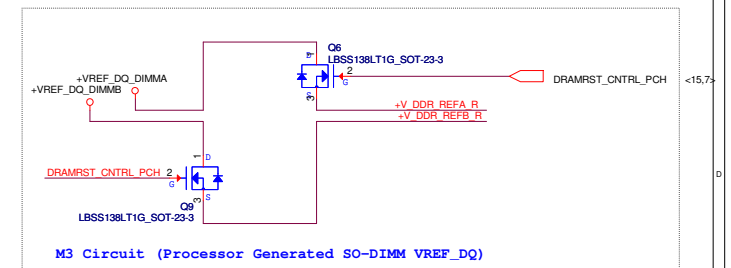 Q6
LBSS138LT1G_SOT-23-3
D
1
2
G
S
3
DRAMRST_CNTRL_PCH
<15,7>
+VREF_DQ_DIMMA
+VREF_DQ_DIMMB
+V_DDR_REFA_R
+V_DDR_REFB_R
1
D
DRAMRST_CNTRL_PCH
2
G
S
3
Q9
LBSS138LT1G_SOT-23-3
D
M3 Circuit (Processor Generated SO-DIMM VREF_DQ)